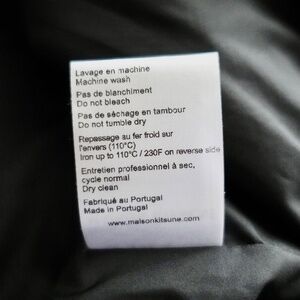 Lavage en machine
Machine wash
Pas de blanchiment
Do not bleach
Pas de séchage en tambour
Do not tumble dry
Repassage au fer froid sur
l'envers (110°C)
Iron up to 110°C / 230F on reverse side
Entretien professionnel à sec,
cycle normal
Dry clean
Fabriqué au Portugal
Made in Portugal
www.maisonkitsune.com